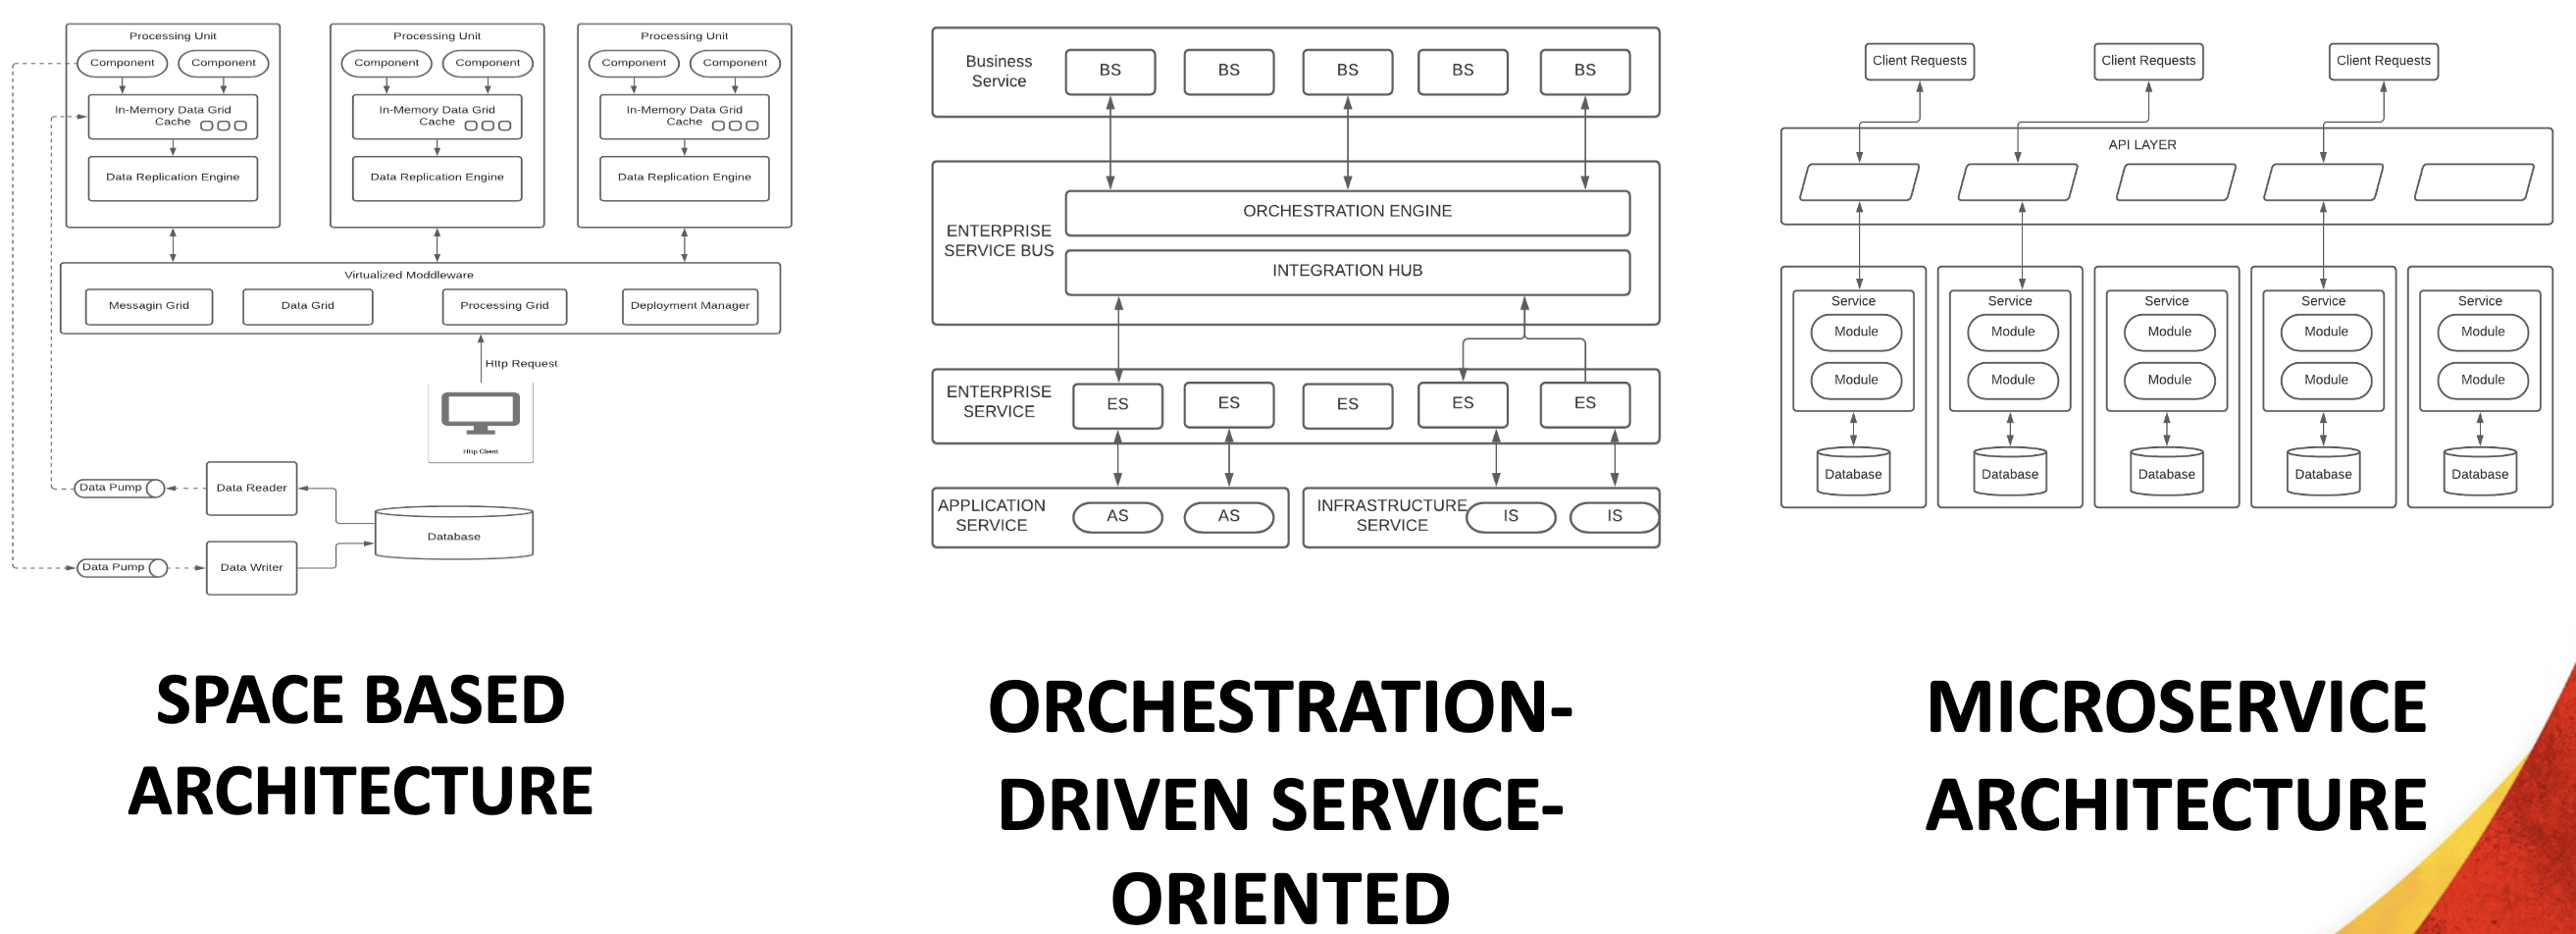 Processing Unit
Component
Component
In-Memory Data Grid
Cache
Data Replication Engine
Processing Unit
Component
Component
In-Memory Data Grid
Cache
Data Replication Engine
Processing Unit
Component
Component
In-Memory Data Grid
Cache
Data Replication Engine
Virtualized Moddleware
Messagin Grid
Data Grid
Processing Grid
Deployment Manager
Http Request
Http Client
Data Pump
Data Reader
Database
Data Pump
Data Writer
SPACE BASED
ARCHITECTURE
Business
Service
BS
BS
BS
BS
BS
ENTERPRISE
SERVICE BUS
ORCHESTRATION ENGINE
INTEGRATION HUB
ENTERPRISE
SERVICE
ES
ES
ES
ES
ES
APPLICATION
SERVICE
AS
AS
INFRASTRUCTURE
SERVICE
IS
IS
ORCHESTRATION-
DRIVEN SERVICE-
ORIENTED
Client Requests
Client Requests
Client Requests
API LAYER
Service
Module
Module
Database
Service
Module
Module
Database
Service
Module
Module
Database
Service
Module
Module
Database
Service
Module
Module
Database
MICROSERVICE
ARCHITECTURE